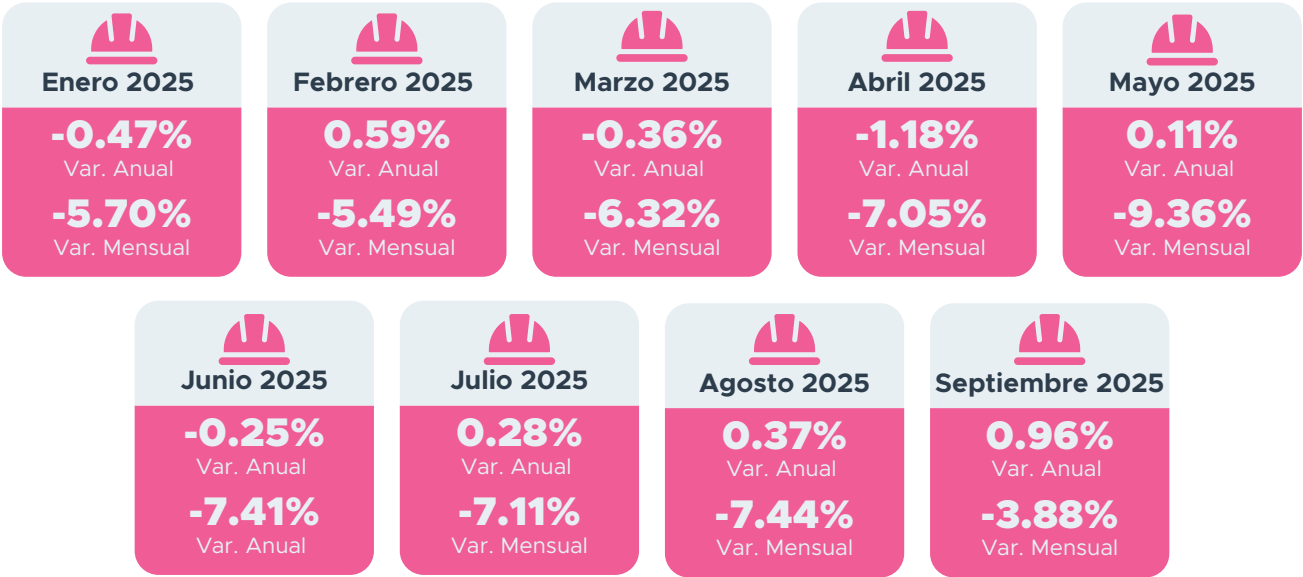 Enero 2025
-0.47%
Var. Anual
-5.70%
Var. Mensual
Febrero 2025
0.59%
Var. Anual
-5.49%
Var. Mensual
Marzo 2025
-0.36%
Var. Anual
-6.32%
Var. Mensual
Abril 2025
-1.18%
Var. Anual
-7.05%
Var. Mensual
Mayo 2025
0.11%
Var. Anual
-9.36%
Var. Mensual
Junio 2025
-0.25%
Var. Anual
-7.41%
Var. Anual
Julio 2025
0.28%
Var. Anual
-7.11%
Var. Mensual
Agosto 2025
0.37%
Var. Anual
-7.44%
Var. Mensual
Septiembre 2025
0.96%
Var. Anual
-3.88%
Var. Mensual